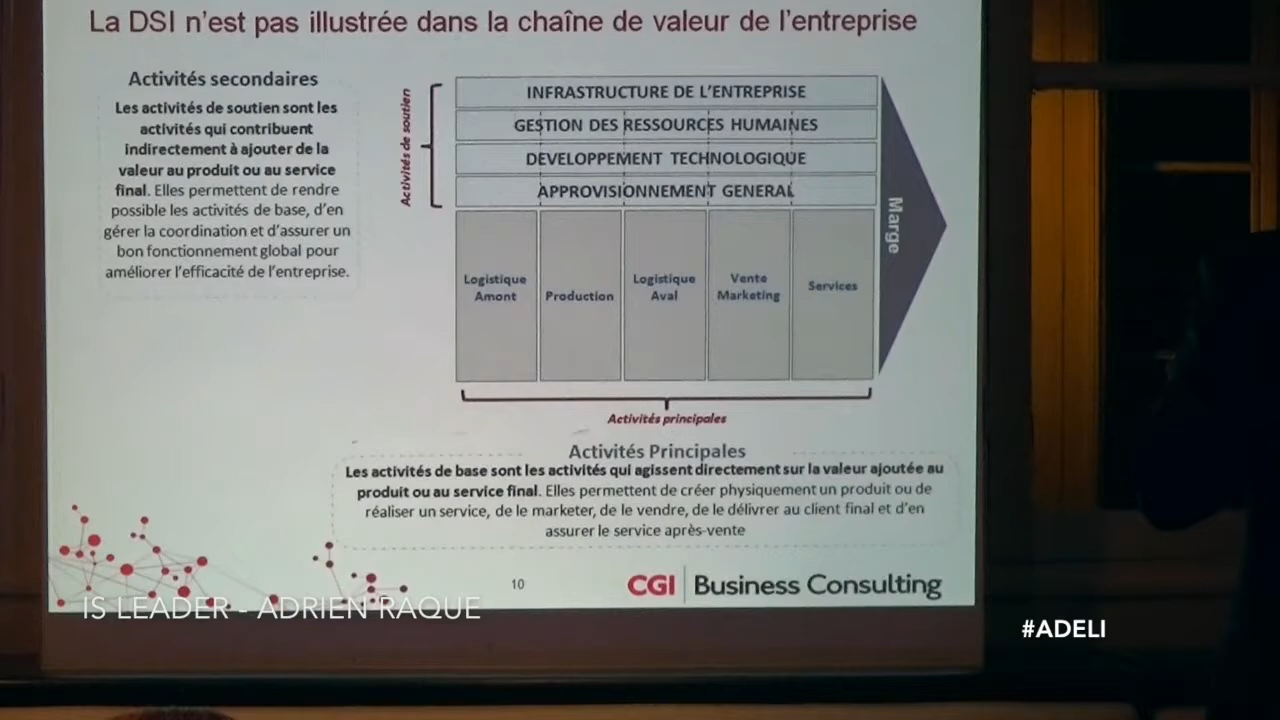 La DSI n'est pas illustrée dans la chaîne de valeur de l'entreprise
Activités secondaires
Les activités de soutien sont les
activités qui contribuent
indirectement à ajouter de la
valeur au produit ou au service
final. Elles permettent de rendre
possible les activités de base, d'en
gérer la coordination et d'assurer un
bon fonctionnement global pour
améliorer l'efficacité de l'entreprise.
Activités de soutien
INFRASTRUCTURE DE L'ENTREPRISE
GESTION DES RESSOURCES HUMAINES
DEVELOPPEMENT TECHNOLOGIQUE
APPROVISIONNEMENT GENERAL
Logistique
Amont
Production
Logistique
Aval
Vente
Marketing
Services
Marge
Activités principales
Activités Principales
Les activités de base sont les activités qui agissent directement sur la valeur ajoutée au
produit ou au service final. Elles permettent de créer physiquement un produit ou de
réaliser un service, de le marketer, de le vendre, de le délivrer au client final et d'en
assurer le service après-vente
10
CGI Business Consulting
IS LEADER - ADRIEN RAQUE
#ADELI